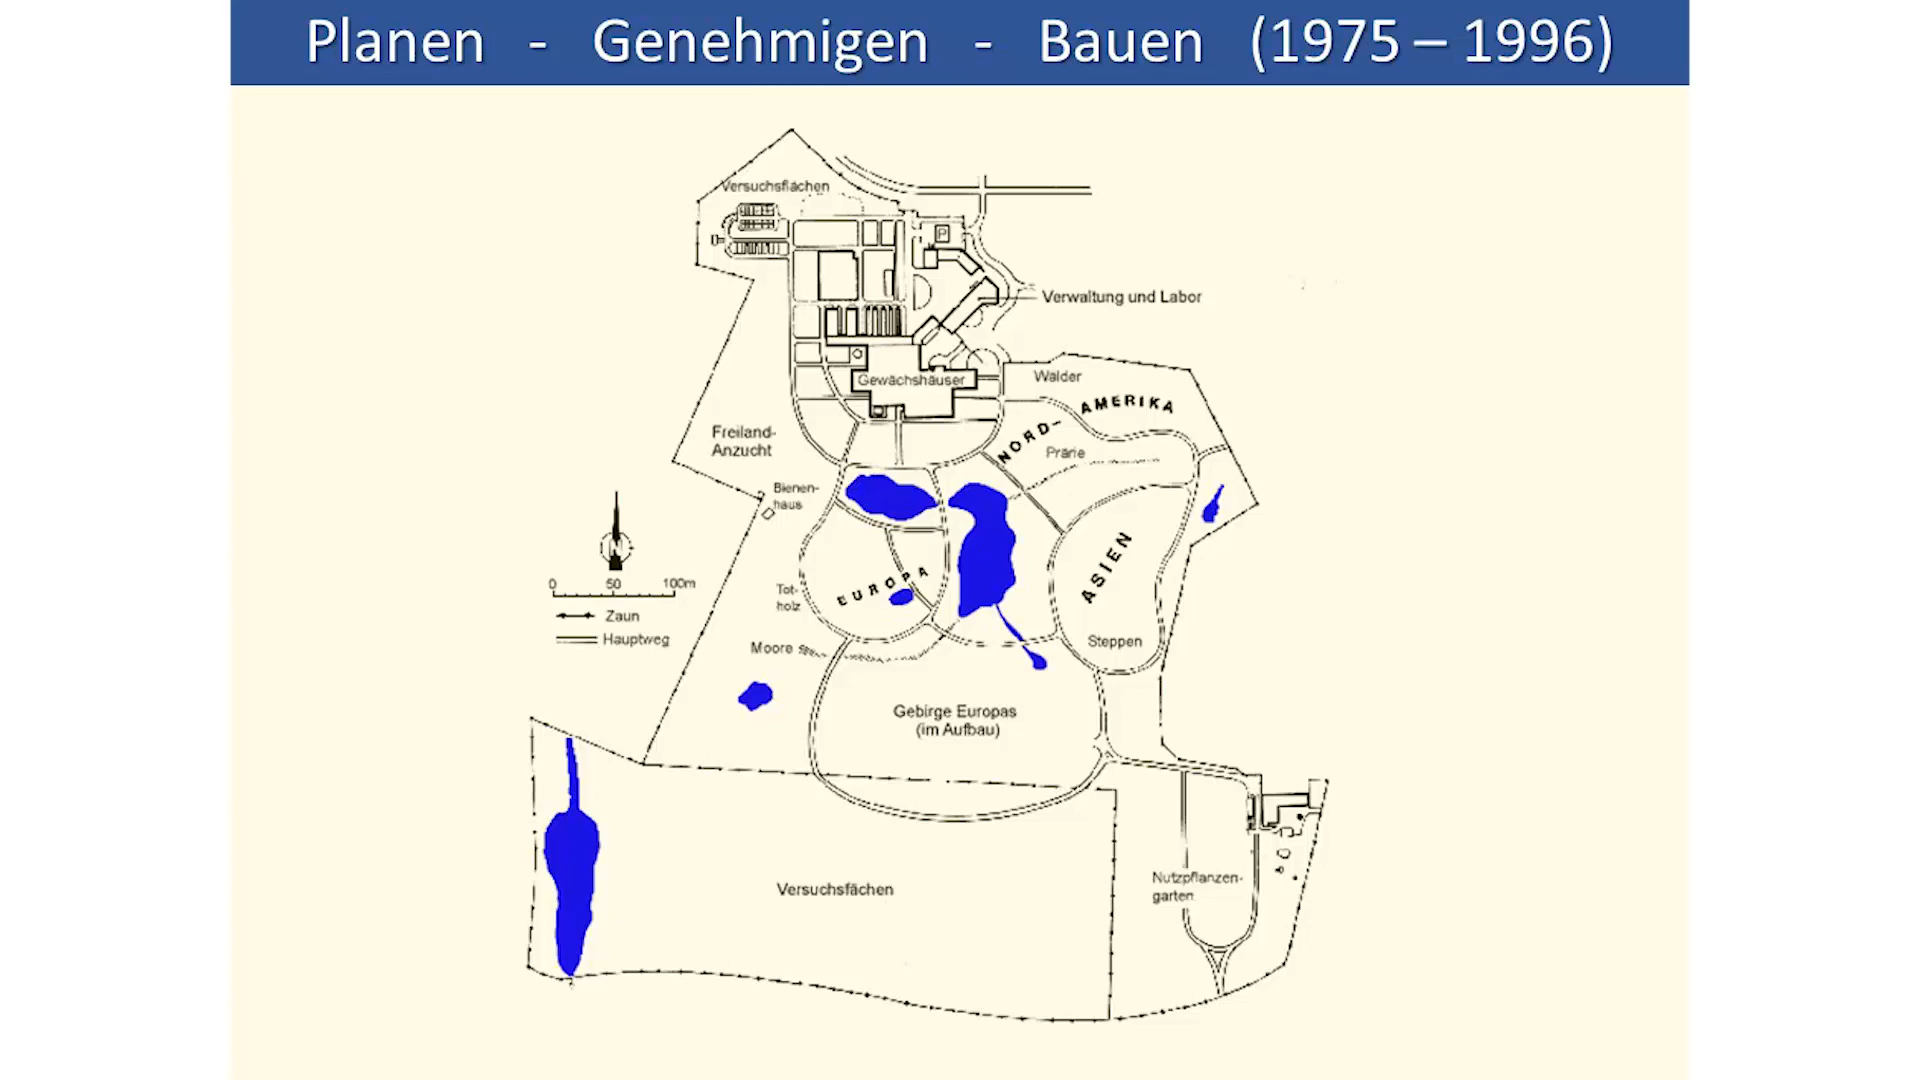 Planen - Genehmigen - Bauen (1975 – 1996)
Versuchsflächen
P
Verwaltung und Labor
Gewächshäuser
Wälder
NORD-
AMERIKA
Prärie
Freiland-
Anzucht
Bienen-
haus
ASIEN
EUROPA
Tot-
holz
0 50 100m
Zaun
Hauptweg
Moore
Steppen
Gebirge Europas
(im Aufbau)
Versuchsfächen
Nutzpflanzen-
garten